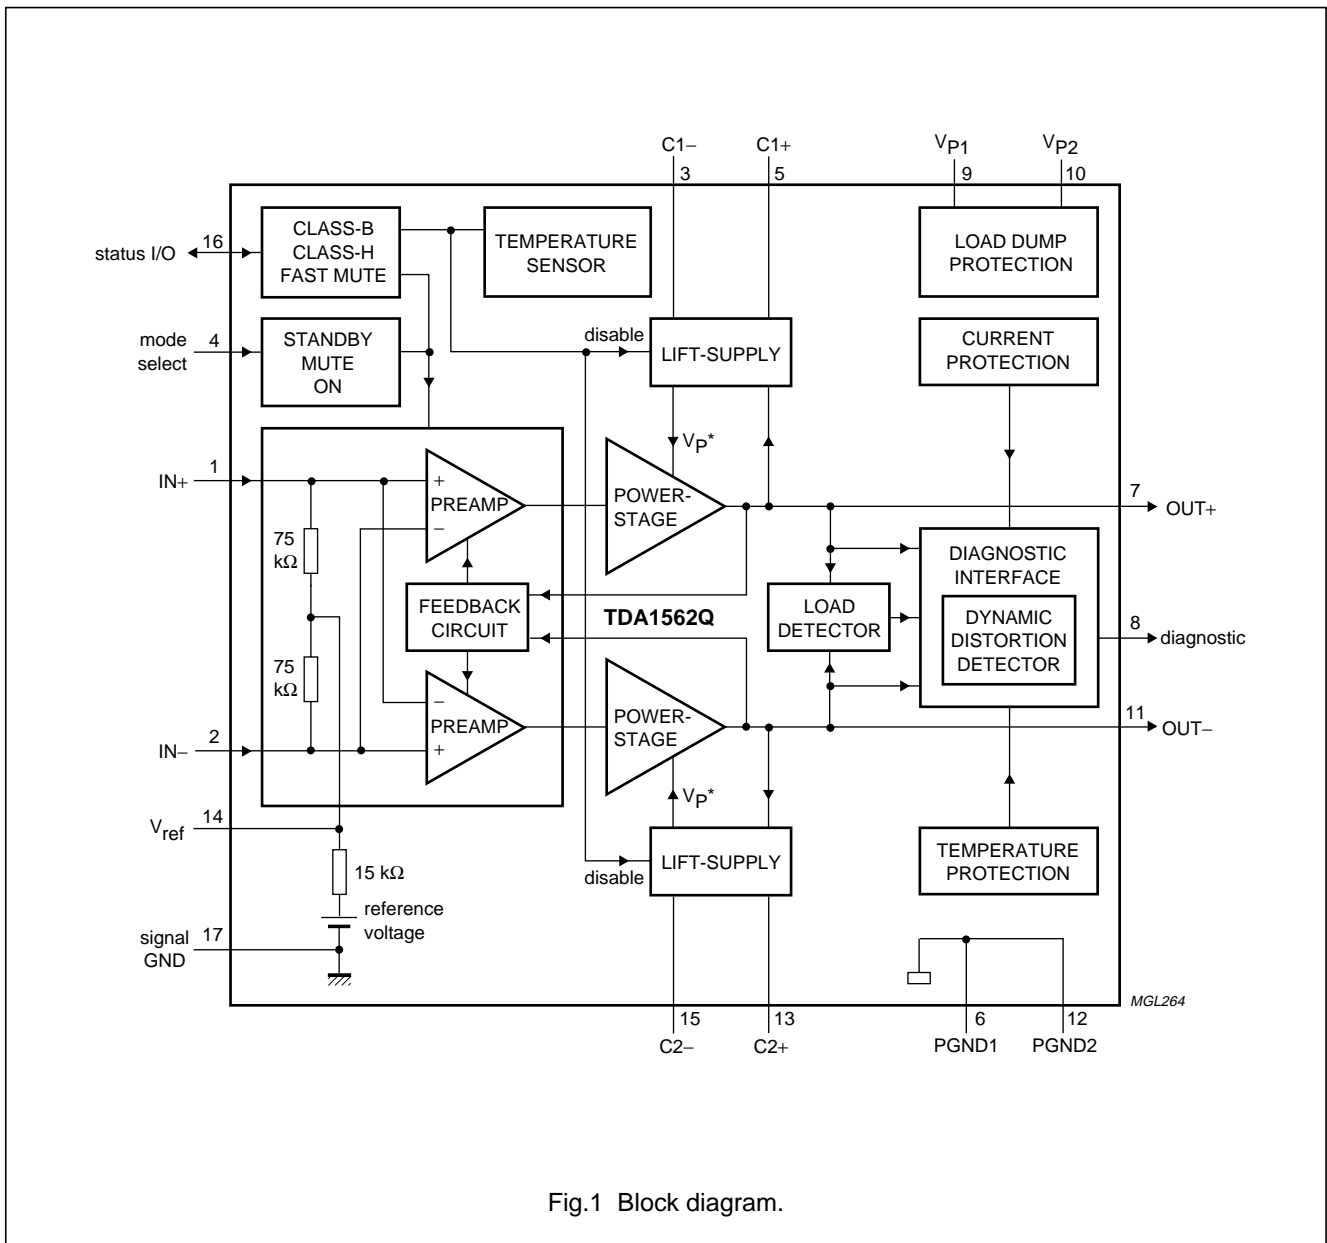 C1−
C1+
VP1
VP2
3
5
9
10
status I/O
16
CLASS-B
CLASS-H
FAST MUTE
TEMPERATURE
SENSOR
LOAD DUMP
PROTECTION
mode
select
4
STANDBY
MUTE
ON
disable
LIFT-SUPPLY
CURRENT
PROTECTION
VP*
IN+
1
+
PREAMP
−
POWER-
STAGE
7
OUT+
75
kΩ
FEEDBACK
CIRCUIT
TDA1562Q
LOAD
DETECTOR
DIAGNOSTIC
INTERFACE
DYNAMIC
DISTORTION
DETECTOR
8
diagnostic
75
kΩ
−
PREAMP
+
POWER-
STAGE
11
OUT−
IN−
2
VP*
Vref
14
15 kΩ
disable
LIFT-SUPPLY
TEMPERATURE
PROTECTION
reference
voltage
signal
GND
17
MGL264
15
13
6
12
C2−
C2+
PGND1
PGND2
Fig.1 Block diagram.